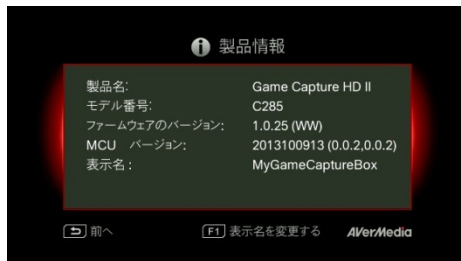 製品情報
製品名: Game Capture HD II
モデル番号: C285
ファームウェアのバージョン: 1.0.25 (WW)
MCU バージョン: 2013100913 (0.0.2,0.0.2)
表示名: MyGameCaptureBox
前へ F1 表示名を変更する AVerMedia